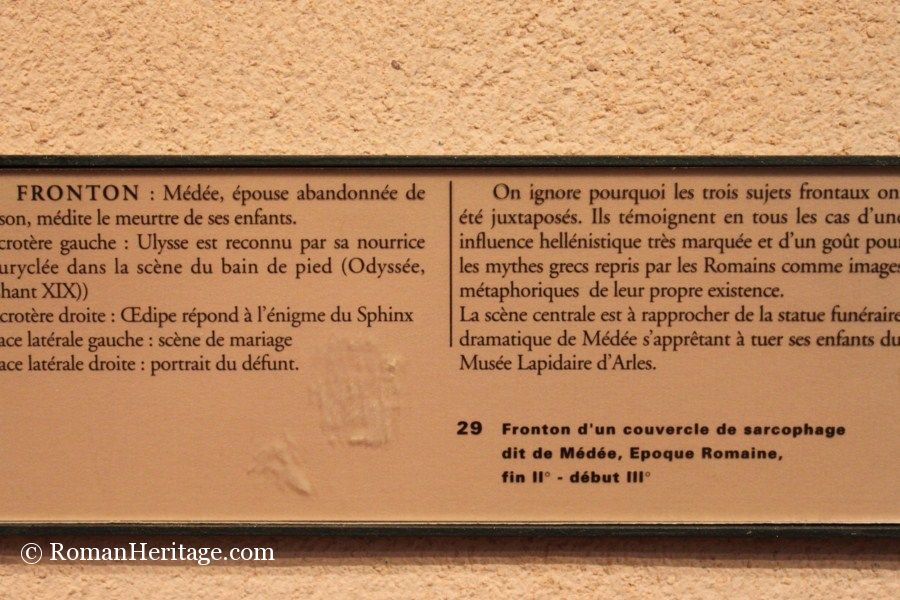 FRONTON : Médée, épouse abandonnée de
son, médite le meurtre de ses enfants.
crotère gauche : Ulysse est reconnu par sa nourrice
uryclée dans la scène du bain de pied (Odyssée,
hant XIX))
crotère droite : Œdipe répond à l'énigme du Sphinx
ace latérale gauche : scène de mariage
ace latérale droite : portrait du défunt.
On ignore pourquoi les trois sujets frontaux on
été juxtaposés. Ils témoignent en tous les cas d'une
influence hellénistique très marquée et d'un goût pou
les mythes grecs repris par les Romains comme images
métaphoriques de leur propre existence.
La scène centrale est à rapprocher de la statue funéraire
dramatique de Médée s'apprêtant à tuer ses enfants du
Musée Lapidaire d'Arles.
29 Fronton d'un couvercle de sarcophage
dit de Médée, Epoque Romaine,
fin II° - début III°
© RomanHeritage.com